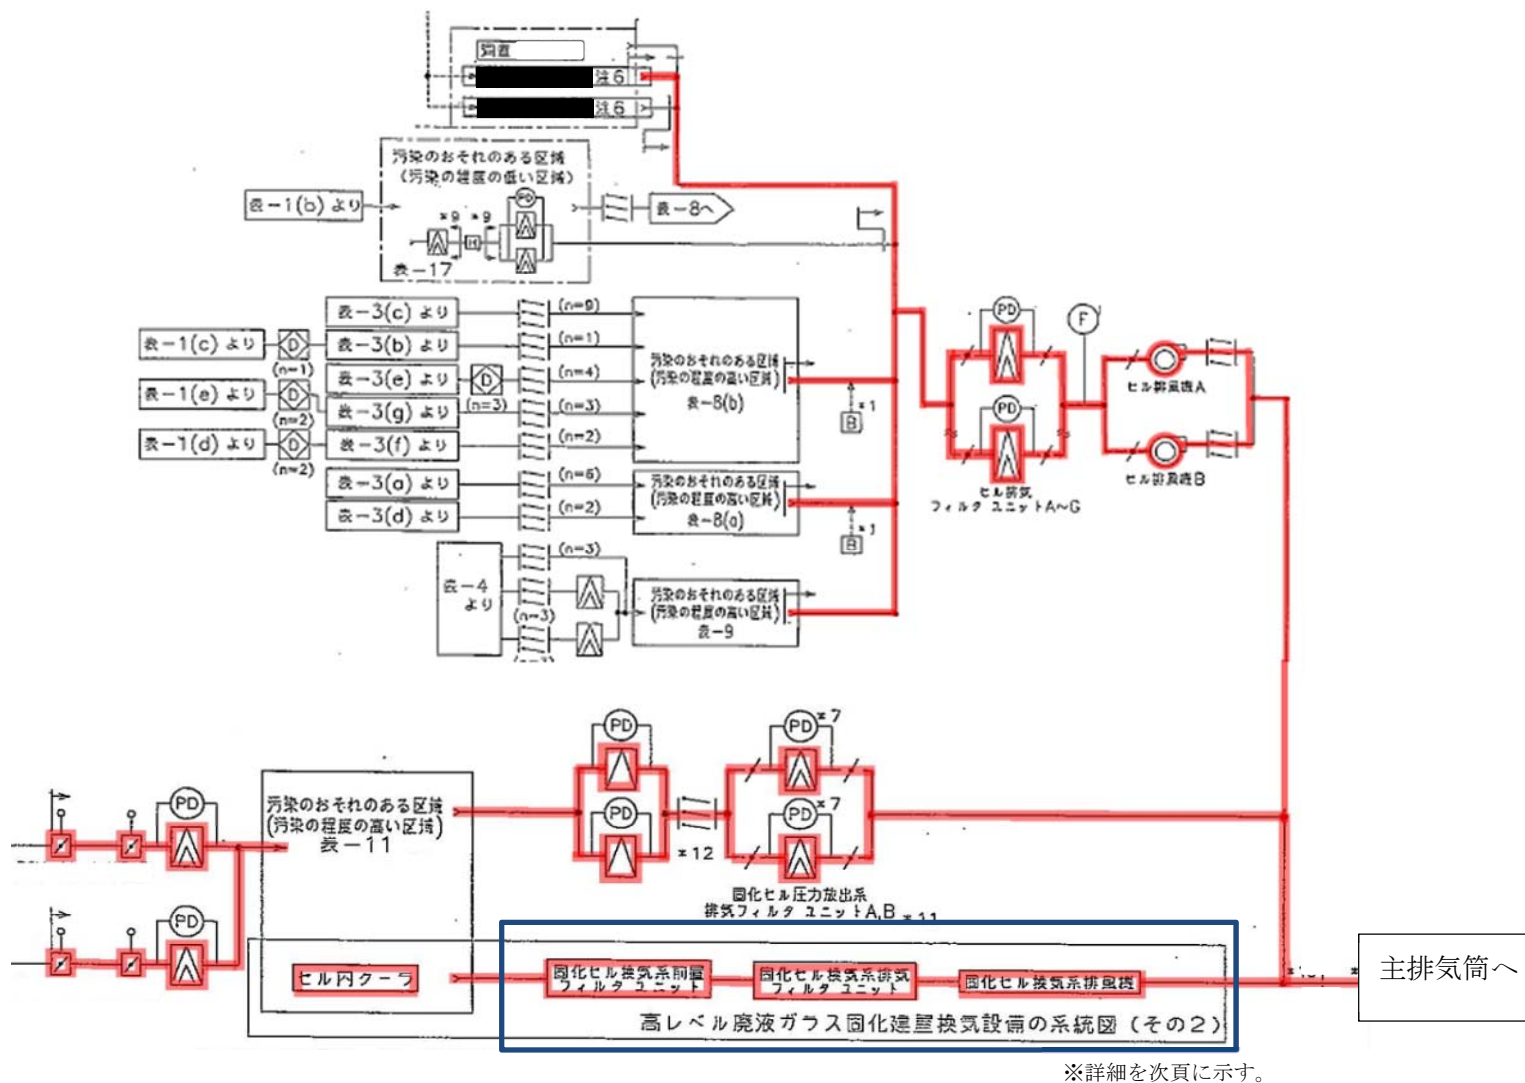 洞道
注6
注6
汚染のおそれのある区域
(汚染の程度の低い区域)
PD
表-1(b) より
表-8へ
*9 *9
H
表-17
表-3(c) より
(n=9)
表-1(c) より
D
(n=1)
表-3(b) より
(n=1)
表-3(e) より
D
(n=3)
(n=4)
表-1(e) より
D
(n=2)
表-3(g) より
(n=3)
表-1(d) より
D
(n=2)
表-3(f) より
(n=2)
汚染のおそれのある区域
(汚染の程度の高い区域)
表-8(b)
*1
B
表-3(a) より
(n=6)
表-3(d) より
(n=2)
汚染のおそれのある区域
(汚染の程度の高い区域)
表-8(a)
*1
B
表-4
より
(n=3)
(n=3)
汚染のおそれのある区域
(汚染の程度の高い区域)
表-9
PD
PD
セル排気
フィルタ ユニットA~G
F
セル排風機A
セル排風機B
PD
PD
汚染のおそれのある区域
(汚染の程度の高い区域)
表-11
PD
PD
*12
PD
*7
PD
*7
固化セル圧力放出系
排気フィルタ ユニットA,B
*11
セル内クーラ
固化セル換気系前置
フィルタ ユニット
固化セル換気系排気
フィルタ ユニット
固化セル換気系排風機
高レベル廃液ガラス固化建屋換気設備の系統図 (その2)
主排気筒へ
※詳細を次頁に示す。